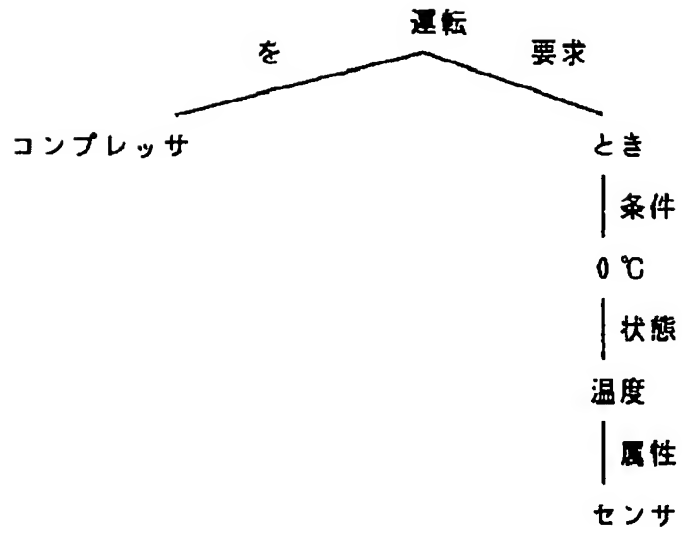 運転
を 要求
コンプレッサ とき
条件
0℃
状態
温度
属性
センサ